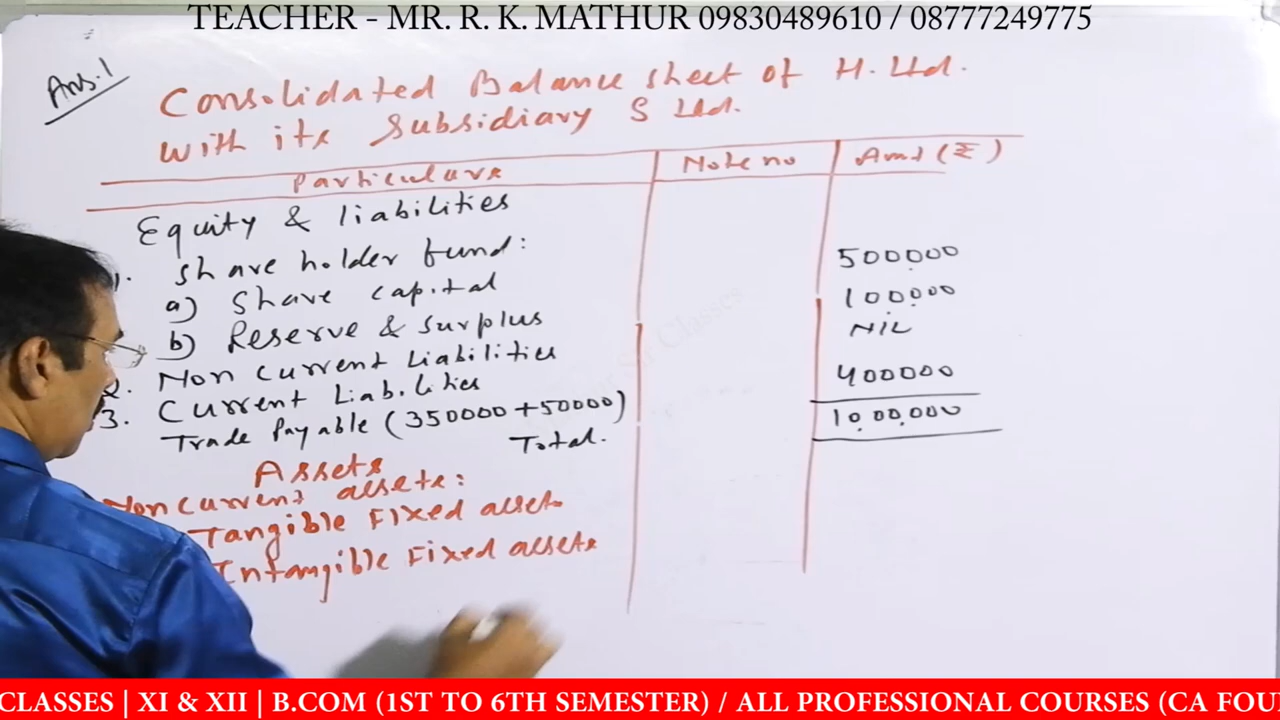 TEACHER - MR. R. K. MATHUR 09830489610 / 08777249775
Ans.1
Consolidated Balance sheet of H.Ltd.
with its Subsidiary S Ltd.
Particulars Note no Amt (₹)
Equity & liabilities
1. Share holder fund:
a) Share capital 500000
b) Reserve & Surplus 100000
2. Non current Liabilities NIL
3. Current Liabilities
Trade Payable (350000+50000) 400000
Total. 10,00,000
Assets
Non current assets:
Tangible Fixed assets
Intangible Fixed assets
CLASSES | XI & XII | B.COM (1ST TO 6TH SEMESTER) / ALL PROFESSIONAL COURSES (CA FOU